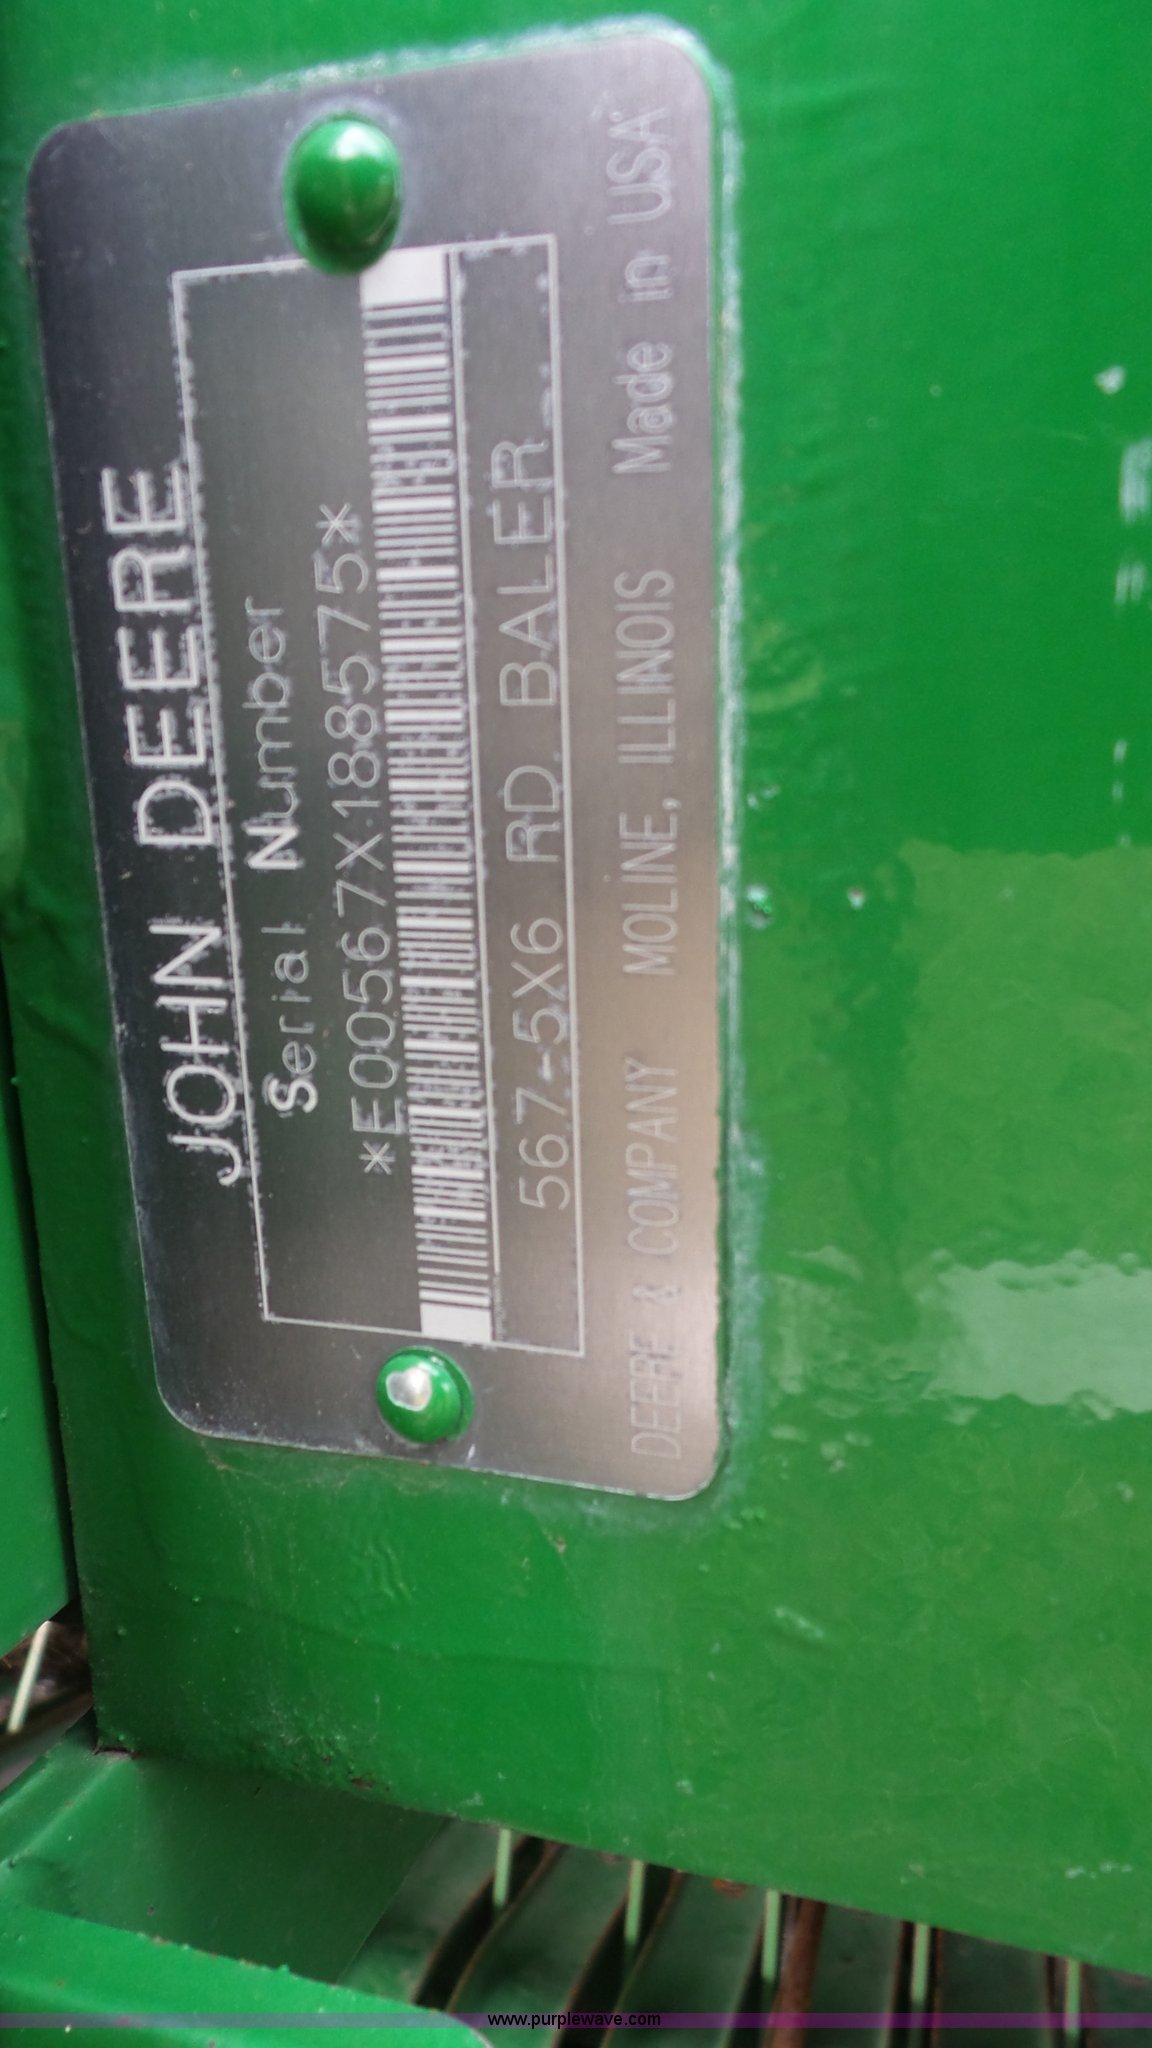 JOHN DEERE
Serial Number
*E00567X188575*
567-5X6 RD BALER
DEERE & COMPANY MOLINE, ILLINOIS Made in USA
www.purplewave.com